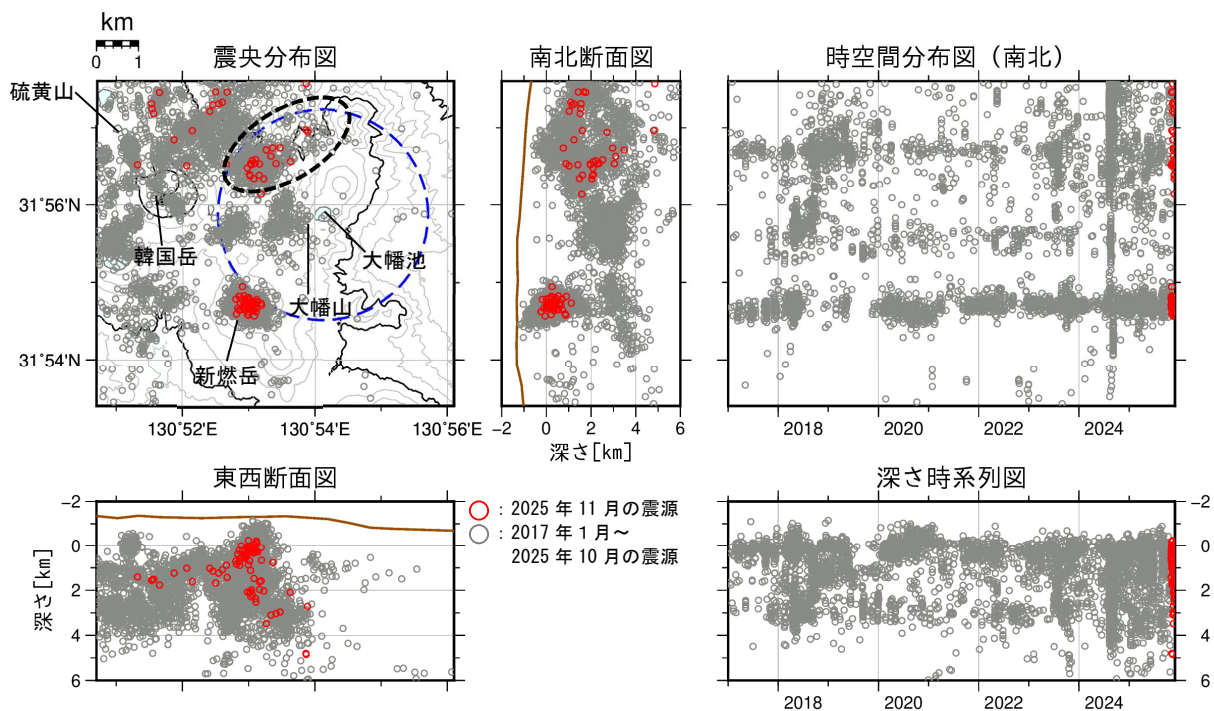 km
0 1
震央分布図
南北断面図
時空間分布図（南北）
硫黄山
31°56′N
韓国岳
大幡池
大幡山
31°54′N
新燃岳
130°52′E 130°54′E 130°56′E
−2 0 2 4 6
深さ[km]
2018 2020 2022 2024
東西断面図
−2
0
2
4
6
深さ[km]
：2025 年 11 月の震源
：2017 年 1 月〜
2025 年 10 月の震源
深さ時系列図
−2
0
2
4
6
2018 2020 2022 2024